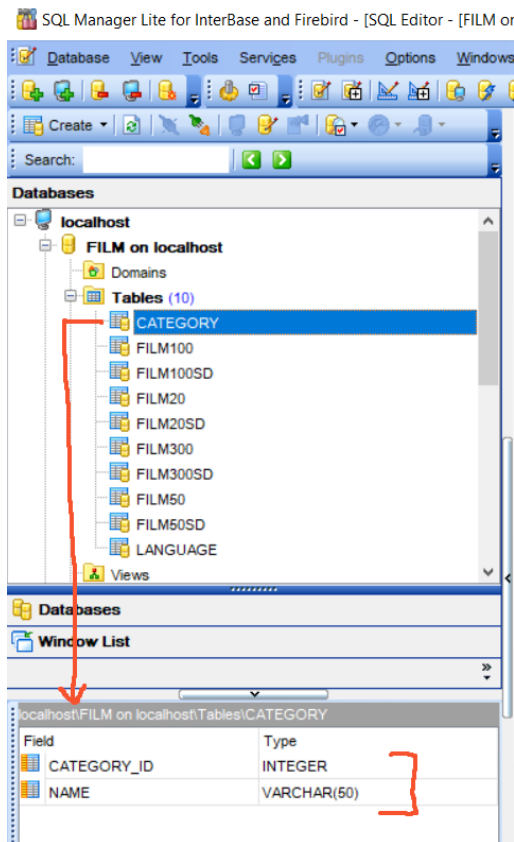 SQL Manager Lite for InterBase and Firebird - [SQL Editor - [FILM
Database View Tools Services Plugins Options Windows
Create
Search:
Databases
localhost
FILM on localhost
Domains
Tables (10)
CATEGORY
FILM100
FILM100SD
FILM20
FILM20SD
FILM300
FILM300SD
FILM50
FILM50SD
LANGUAGE
Views
Databases
Window List
localhost\FILM on localhost\Tables\CATEGORY
Field Type
CATEGORY_ID INTEGER
NAME VARCHAR(50)